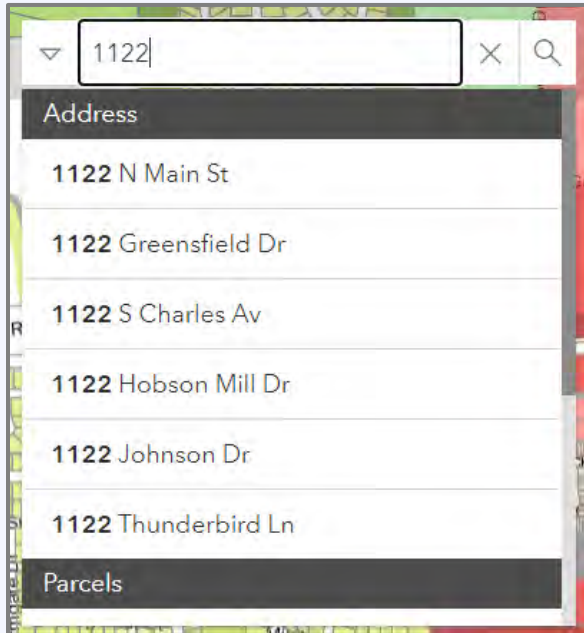 1122
Address
1122 N Main St
1122 Greensfield Dr
1122 S Charles Av
1122 Hobson Mill Dr
1122 Johnson Dr
1122 Thunderbird Ln
Parcels